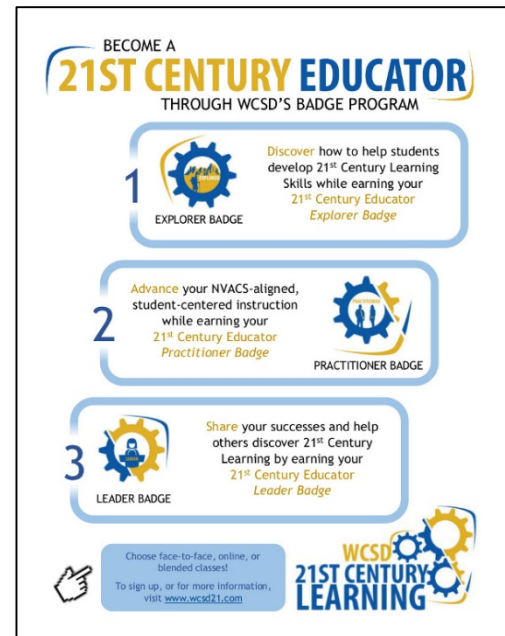 BECOME A
21ST CENTURY EDUCATOR
THROUGH WCSD'S BADGE PROGRAM
1
EXPLORER
EXPLORER BADGE
Discover how to help students
develop 21st Century Learning
Skills while earning your
21st Century Educator
Explorer Badge
2
Advance your NVACS-aligned,
student-centered instruction
while earning your
21st Century Educator
Practitioner Badge
PRACTITIONER
PRACTITIONER BADGE
3
LEADER
LEADER BADGE
Share your successes and help
others discover 21st Century
Learning by earning your
21st Century Educator
Leader Badge
Choose face-to-face, online, or
blended classes!
To sign up, or for more information,
visit www.wcsd21.com
WCSD
21ST CENTURY
LEARNING